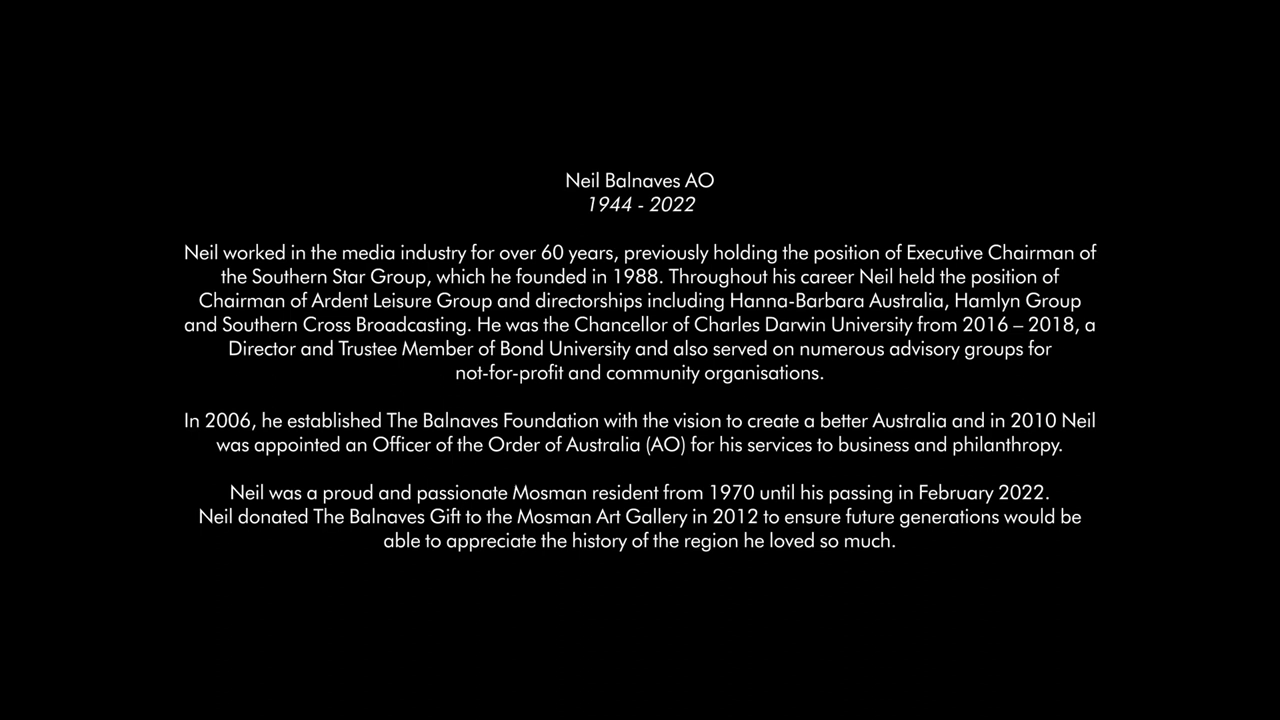 Neil Balnaves AO
1944 - 2022
Neil worked in the media industry for over 60 years, previously holding the position of Executive Chairman of
the Southern Star Group, which he founded in 1988. Throughout his career Neil held the position of
Chairman of Ardent Leisure Group and directorships including Hanna-Barbara Australia, Hamlyn Group
and Southern Cross Broadcasting. He was the Chancellor of Charles Darwin University from 2016 – 2018, a
Director and Trustee Member of Bond University and also served on numerous advisory groups for
not-for-profit and community organisations.
In 2006, he established The Balnaves Foundation with the vision to create a better Australia and in 2010 Neil
was appointed an Officer of the Order of Australia (AO) for his services to business and philanthropy.
Neil was a proud and passionate Mosman resident from 1970 until his passing in February 2022.
Neil donated The Balnaves Gift to the Mosman Art Gallery in 2012 to ensure future generations would be
able to appreciate the history of the region he loved so much.